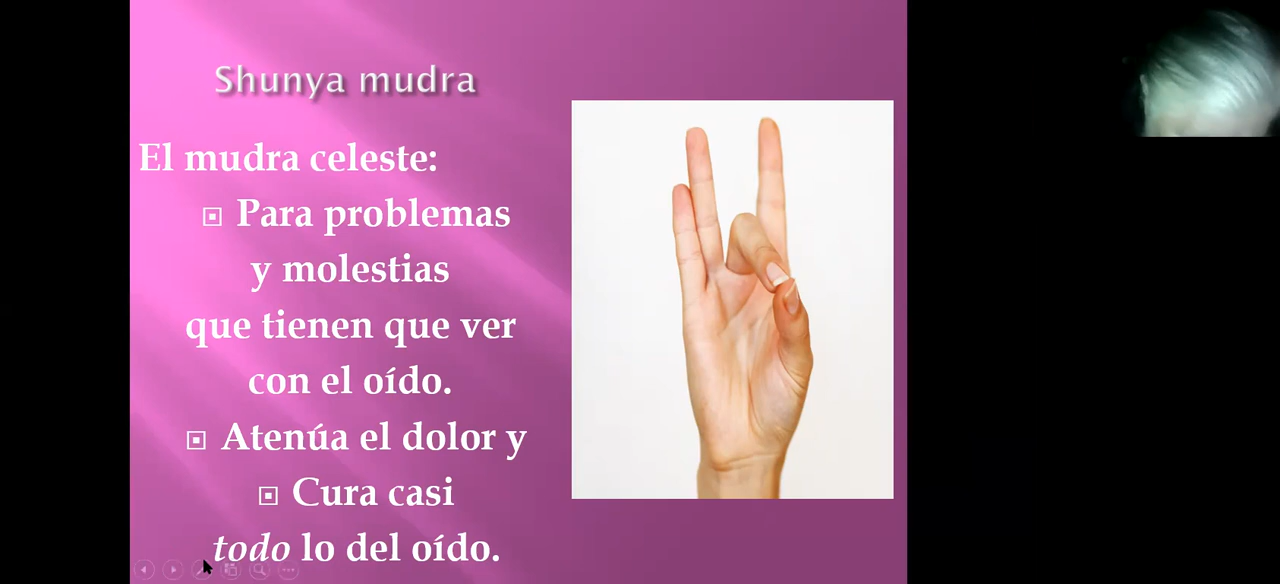 Shunya mudra
El mudra celeste:
Para problemas
y molestias
que tienen que ver
con el oído.
Atenúa el dolor y
Cura casi
todo lo del oído.